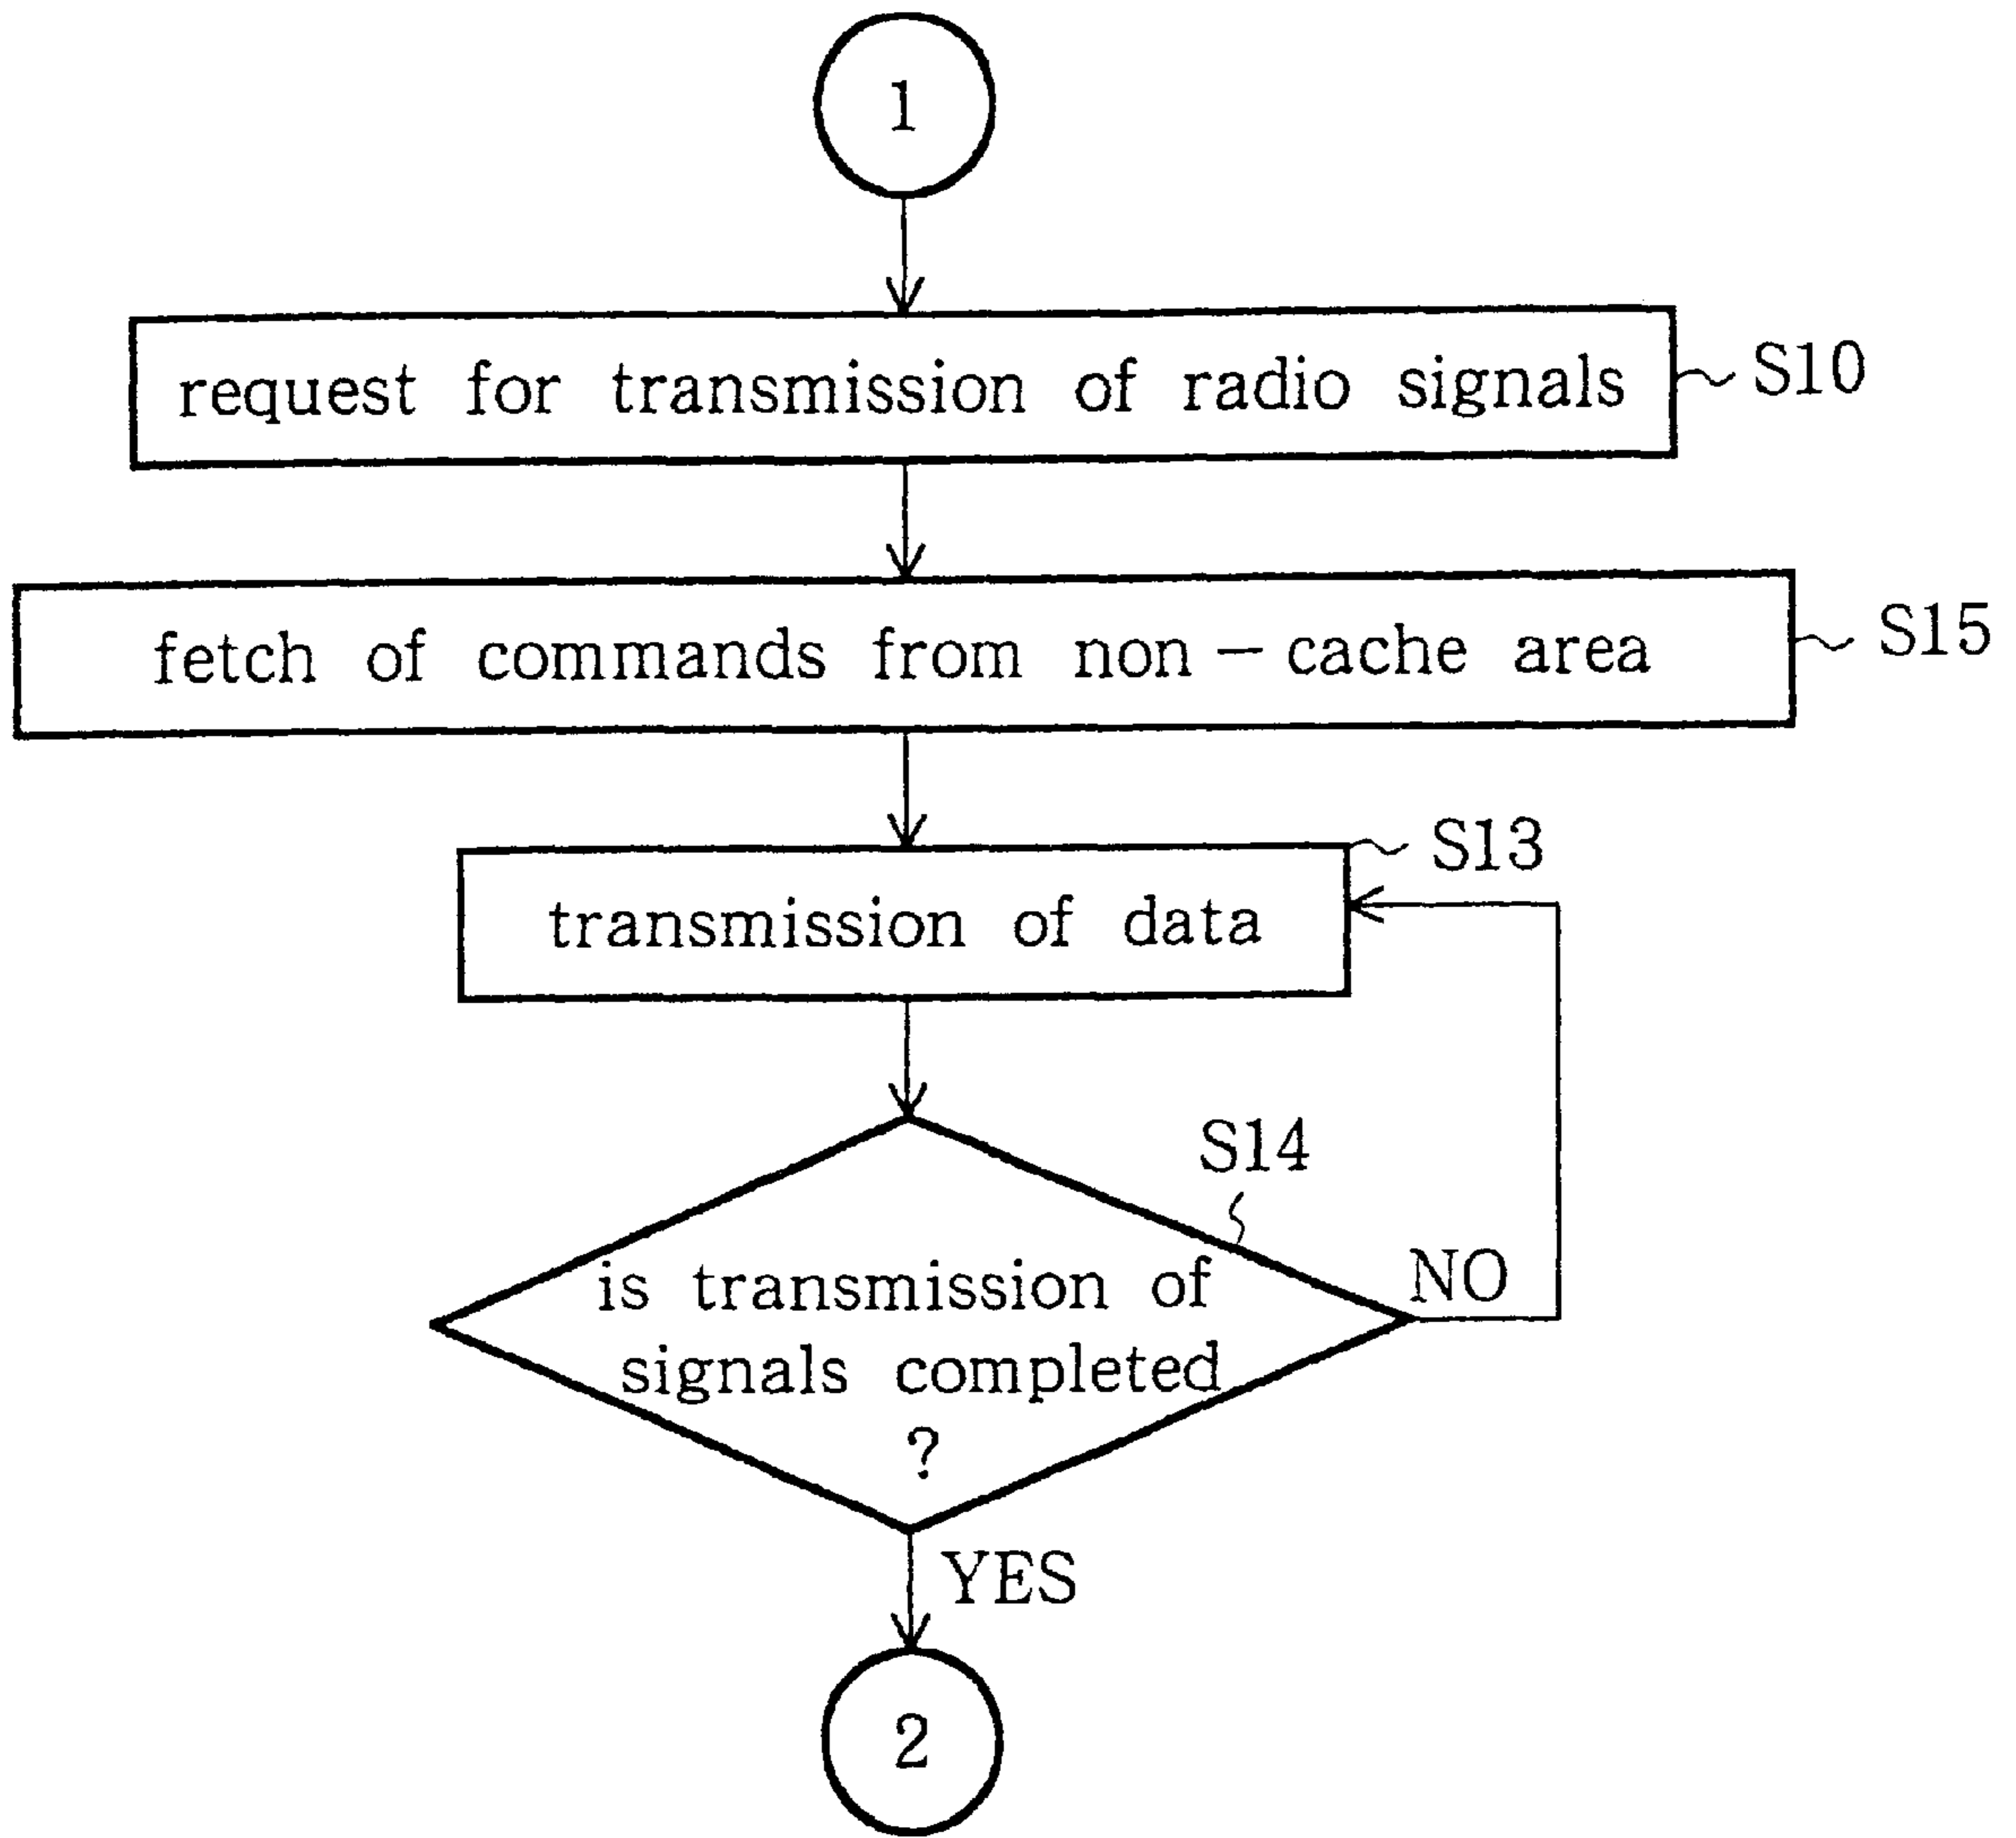 1
request for transmission of radio signals
S10
fetch of commands from non-cache area
S15
S13
transmission of data
S14
is transmission of
signals completed
?
NO
YES
2